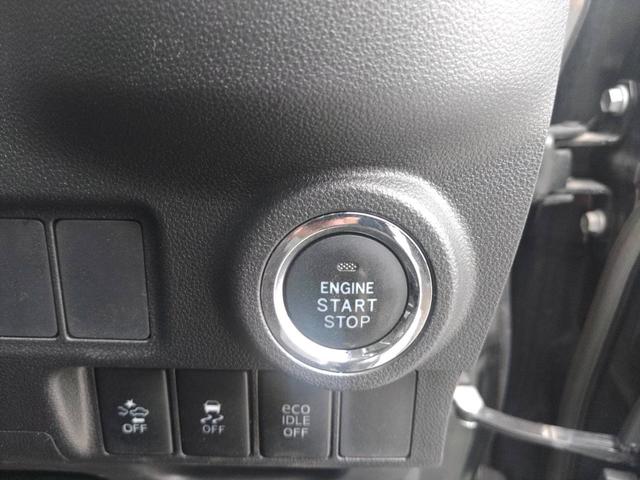 ENGINE
START
STOP
OFF
OFF
eco
IDLE
OFF